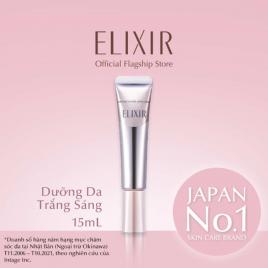 ELIXIR
Official Flagship Store
ELIXIR
Dưỡng Da
Trắng Sáng
15mL
JAPAN
No.1
SKIN CARE BRAND
*Doanh số hàng năm hạng mục chăm
sóc da tại Nhật Bản (Ngoại trừ Okinawa)
T11.2006 – T10.2021, theo nghiên cứu của
Intage Inc.